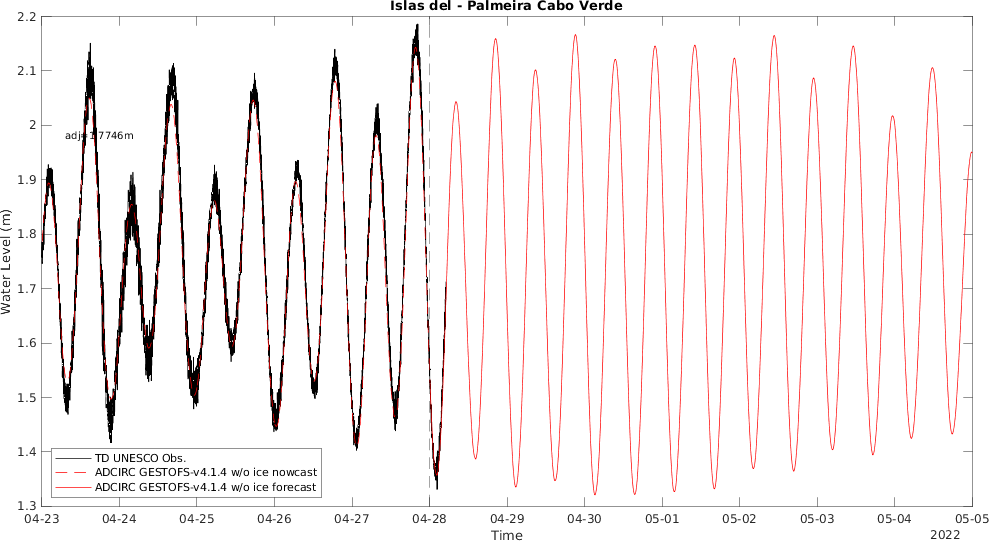 Islas del - Palmeira Cabo Verde
2.2
2.1
2
1.9
1.8
1.7
1.6
1.5
1.4
1.3
Water Level (m)
adj=1.7746m
TD UNESCO Obs.
ADCIRC GESTOFS-v4.1.4 w/o ice nowcast
ADCIRC GESTOFS-v4.1.4 w/o ice forecast
04-23 04-24 04-25 04-26 04-27 04-28 04-29 04-30 05-01 05-02 05-03 05-04 05-05
Time 2022